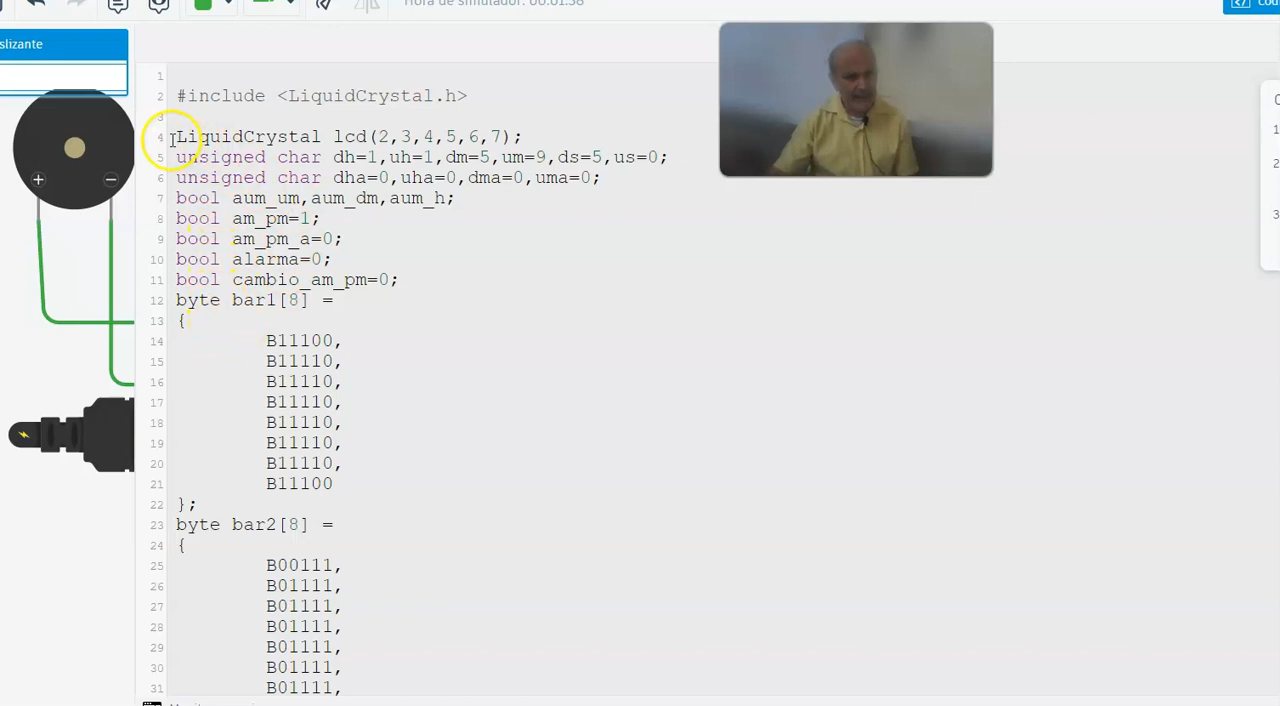 Hora de simulador: 00:01:38
slizante
1
2 #include <LiquidCrystal.h>
3
4 LiquidCrystal lcd(2,3,4,5,6,7);
5 unsigned char dh=1,uh=1,dm=5,um=9,ds=5,us=0;
6 unsigned char dha=0,uha=0,dma=0,uma=0;
7 bool aum_um,aum_dm,aum_h;
8 bool am_pm=1;
9 bool am_pm_a=0;
10 bool alarma=0;
11 bool cambio_am_pm=0;
12 byte bar1[8] =
13 {
14 B11100,
15 B11110,
16 B11110,
17 B11110,
18 B11110,
19 B11110,
20 B11110,
21 B11100
22 };
23 byte bar2[8] =
24 {
25 B00111,
26 B01111,
27 B01111,
28 B01111,
29 B01111,
30 B01111,
31 B01111,
1
2
3